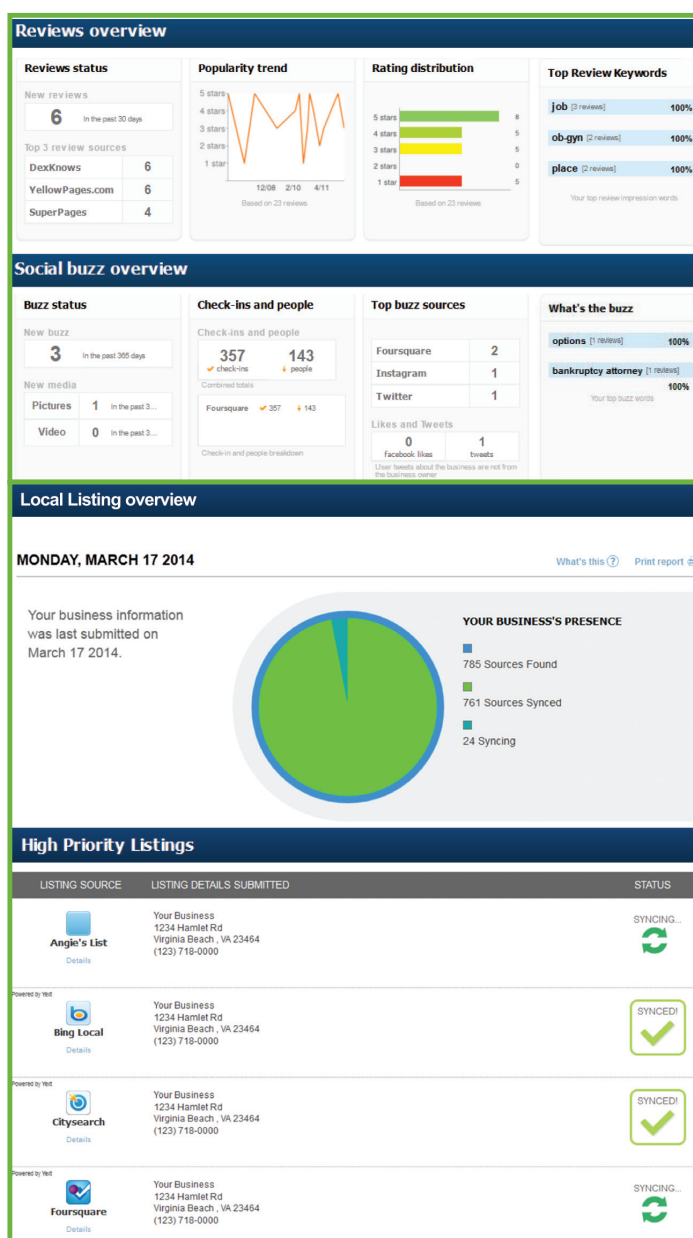 Reviews overview
Reviews status
New reviews
6 In the past 30 days
Top 3 review sources
DexKnows 6
YellowPages.com 6
SuperPages 4
Popularity trend
5 stars
4 stars
3 stars
2 stars
1 star
12/08 2/10 4/11
Based on 23 reviews
Rating distribution
5 stars 8
4 stars 5
3 stars 5
2 stars 0
1 star 5
Based on 23 reviews
Top Review Keywords
job [3 reviews] 100%
ob-gyn [2 reviews] 100%
place [2 reviews] 100%
Your top review impression words
Social buzz overview
Buzz status
New buzz
3 In the past 365 days
New media
Pictures 1 In the past 3...
Video 0 In the past 3...
Check-ins and people
Check-ins and people
357 143
check-ins people
Combined totals
Foursquare 357 143
Check-in and people breakdown
Top buzz sources
Foursquare 2
Instagram 1
Twitter 1
Likes and Tweets
0 1
facebook likes tweets
User tweets about the business are not from
the business owner
What's the buzz
options [1 reviews] 100%
bankruptcy attorney [1 reviews]
100%
Your top buzz words
Local Listing overview
MONDAY, MARCH 17 2014
What's this ? Print report
Your business information
was last submitted on
March 17 2014.
YOUR BUSINESS'S PRESENCE
785 Sources Found
761 Sources Synced
24 Syncing
High Priority Listings
LISTING SOURCE LISTING DETAILS SUBMITTED STATUS
Angie's List
Details
Your Business
1234 Hamlet Rd
Virginia Beach , VA 23464
(123) 718-0000
SYNCING...
Powered by Yext
Bing Local
Details
Your Business
1234 Hamlet Rd
Virginia Beach , VA 23464
(123) 718-0000
SYNCED!
Powered by Yext
Citysearch
Details
Your Business
1234 Hamlet Rd
Virginia Beach , VA 23464
(123) 718-0000
SYNCED!
Powered by Yext
Foursquare
Details
Your Business
1234 Hamlet Rd
Virginia Beach , VA 23464
(123) 718-0000
SYNCING...